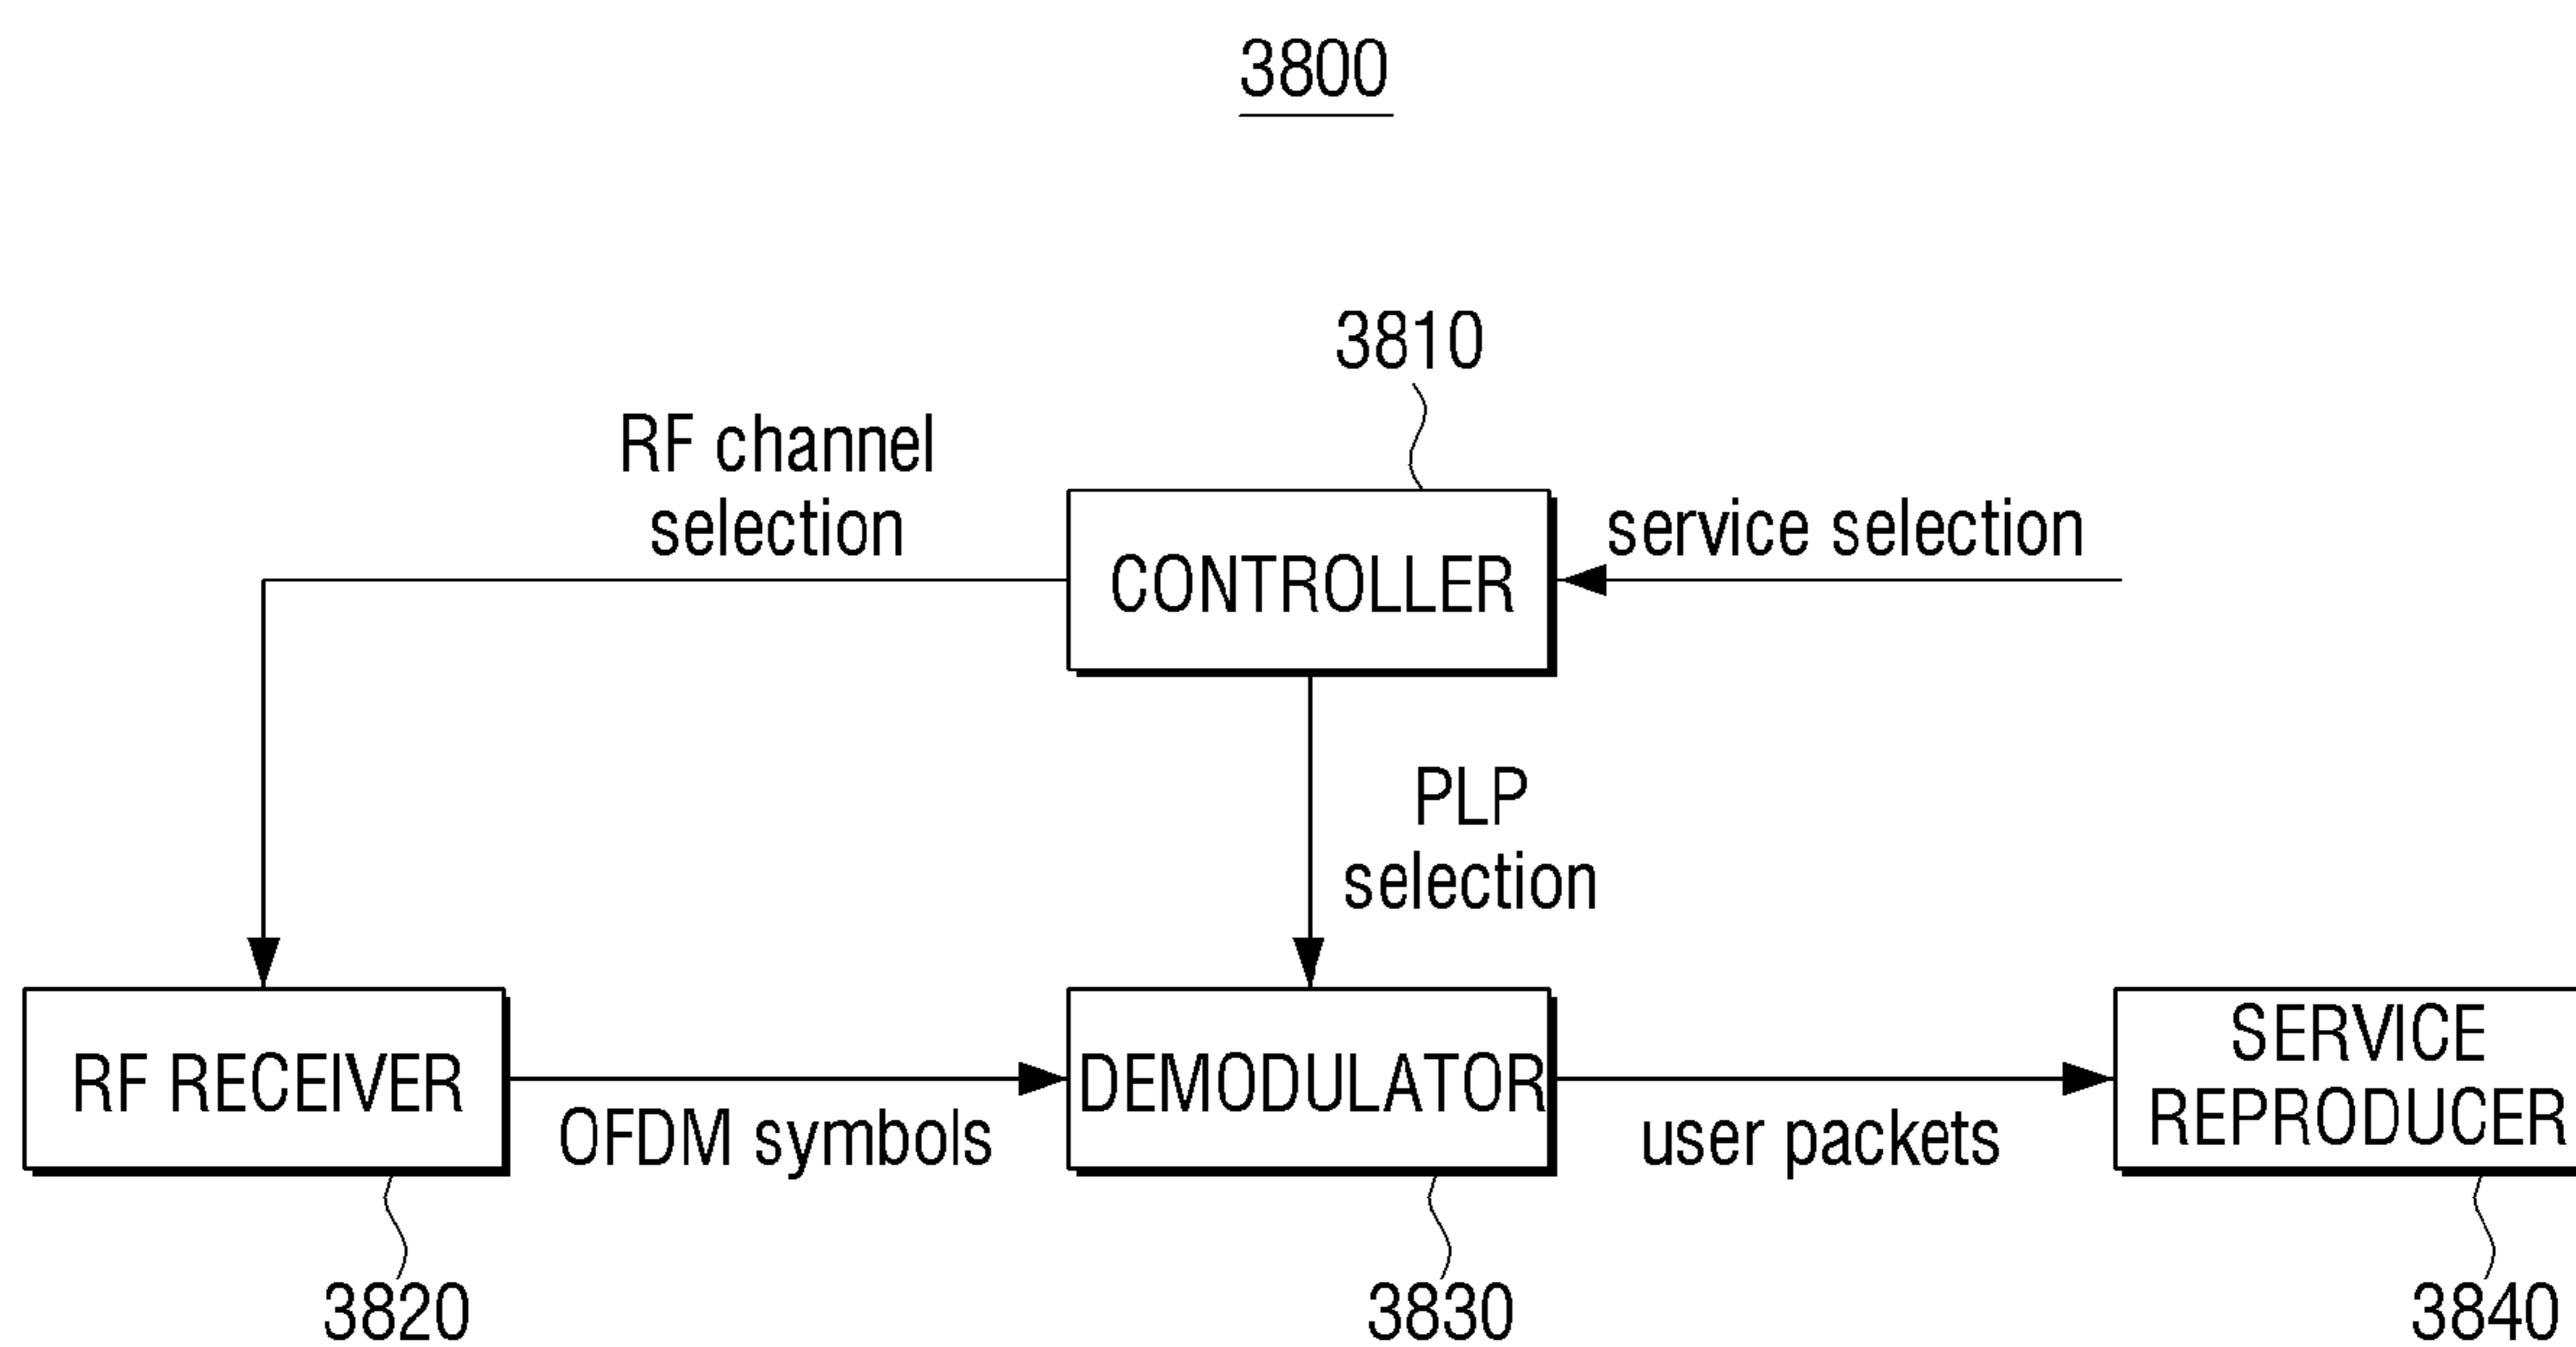 3800
3810
RF channel
selection
CONTROLLER
service selection
PLP
selection
RF RECEIVER
OFDM symbols
DEMODULATOR
user packets
SERVICE
REPRODUCER
3820
3830
3840